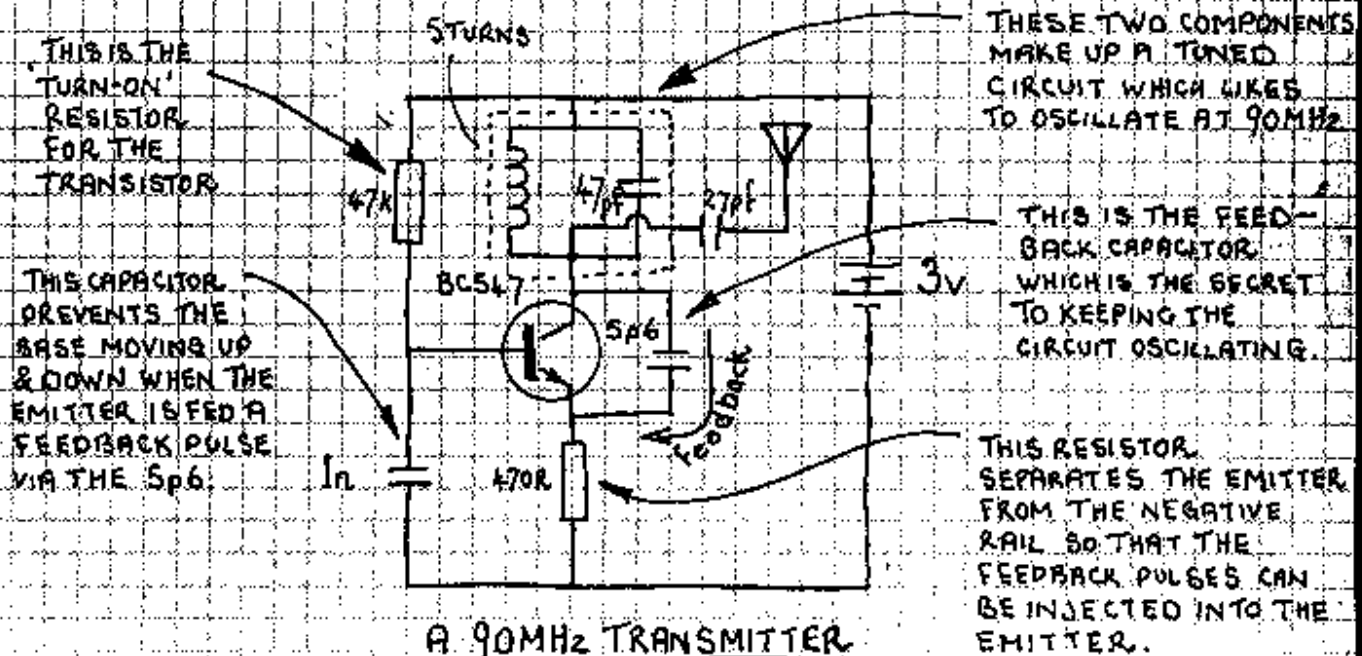 THIS IS THE
'TURN-ON'
RESISTOR
FOR THE
TRANSISTOR
5TURNS
THESE TWO COMPONENTS
MAKE UP A TUNED
CIRCUIT WHICH LIKES
TO OSCILLATE AT 90MHz
47K
47pf
27pf
THIS IS THE FEED-
BACK CAPACITOR
WHICH IS THE SECRET
TO KEEPING THE
CIRCUIT OSCILLATING.
3v
THIS CAPACITOR
PREVENTS THE
BASE MOVING UP
& DOWN WHEN THE
EMITTER IS FED A
FEEDBACK PULSE
VIA THE 5p6.
BC547
5p6
Feedback
1n
470R
THIS RESISTOR
SEPARATES THE EMITTER
FROM THE NEGATIVE
RAIL SO THAT THE
FEEDBACK PULSES CAN
BE INJECTED INTO THE
EMITTER.
A 90MHz TRANSMITTER